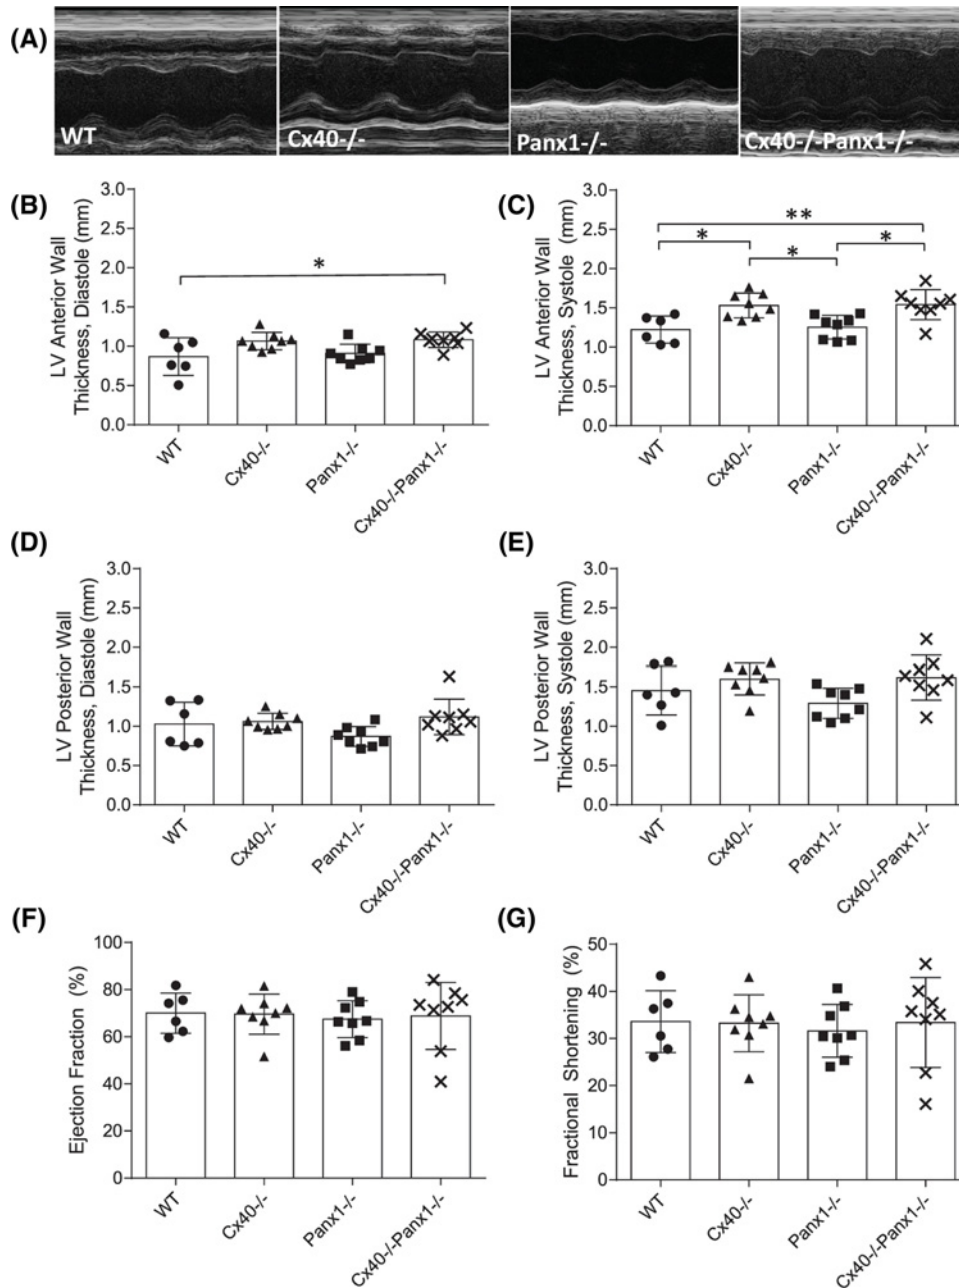 (A)
WT
Cx40-/-
Panx1-/-
Cx40-/-Panx1-/-
(B)
LV Anterior Wall
Thickness, Diastole (mm)
3.0
2.5
2.0
1.5
1.0
0.5
0.0
*
WT
Cx40-/-
Panx1-/-
Cx40-/-Panx1-/-
(C)
LV Anterior Wall
Thickness, Systole (mm)
3.0
2.5
2.0
1.5
1.0
0.5
0.0
**
*
*
*
WT
Cx40-/-
Panx1-/-
Cx40-/-Panx1-/-
(D)
LV Posterior Wall
Thickness, Diastole (mm)
3.0
2.5
2.0
1.5
1.0
0.5
0.0
WT
Cx40-/-
Panx1-/-
Cx40-/-Panx1-/-
(E)
LV Posterior Wall
Thickness, Systole (mm)
3.0
2.5
2.0
1.5
1.0
0.5
0.0
WT
Cx40-/-
Panx1-/-
Cx40-/-Panx1-/-
(F)
Ejection Fraction (%)
100
80
60
40
20
0
WT
Cx40-/-
Panx1-/-
Cx40-/-Panx1-/-
(G)
Fractional Shortening (%)
50
40
30
20
10
0
WT
Cx40-/-
Panx1-/-
Cx40-/-Panx1-/-